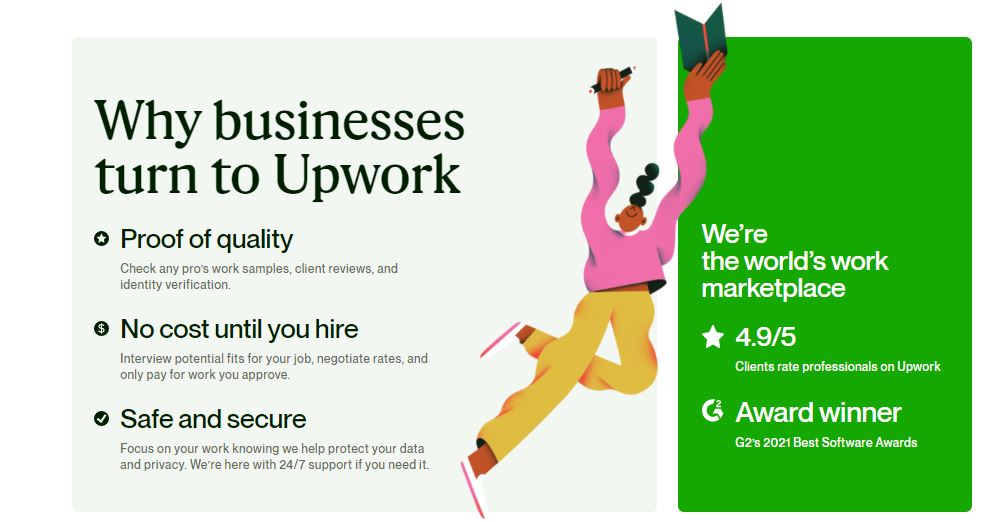 Why businesses
turn to Upwork
Proof of quality
Check any pro's work samples, client reviews, and
identity verification.
No cost until you hire
Interview potential fits for your job, negotiate rates, and
only pay for work you approve.
Safe and secure
Focus on your work knowing we help protect your data
and privacy. We're here with 24/7 support if you need it.
We're
the world's work
marketplace
4.9/5
Clients rate professionals on Upwork
Award winner
G2's 2021 Best Software Awards